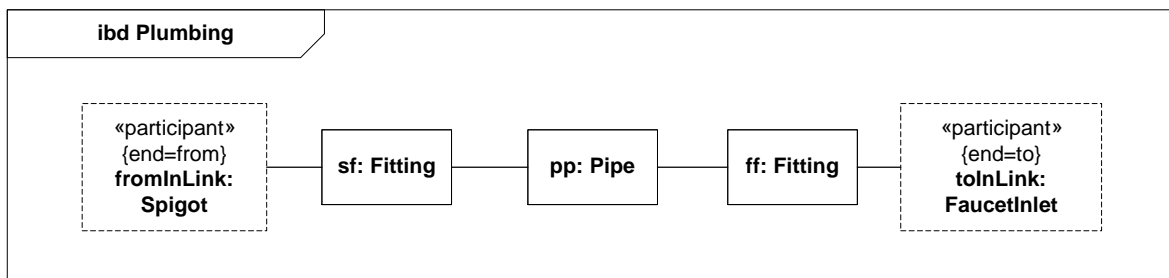 ibd Plumbing
«participant»
{end=from}
fromInLink:
Spigot
sf: Fitting
pp: Pipe
ff: Fitting
«participant»
{end=to}
toInLink:
FaucetInlet